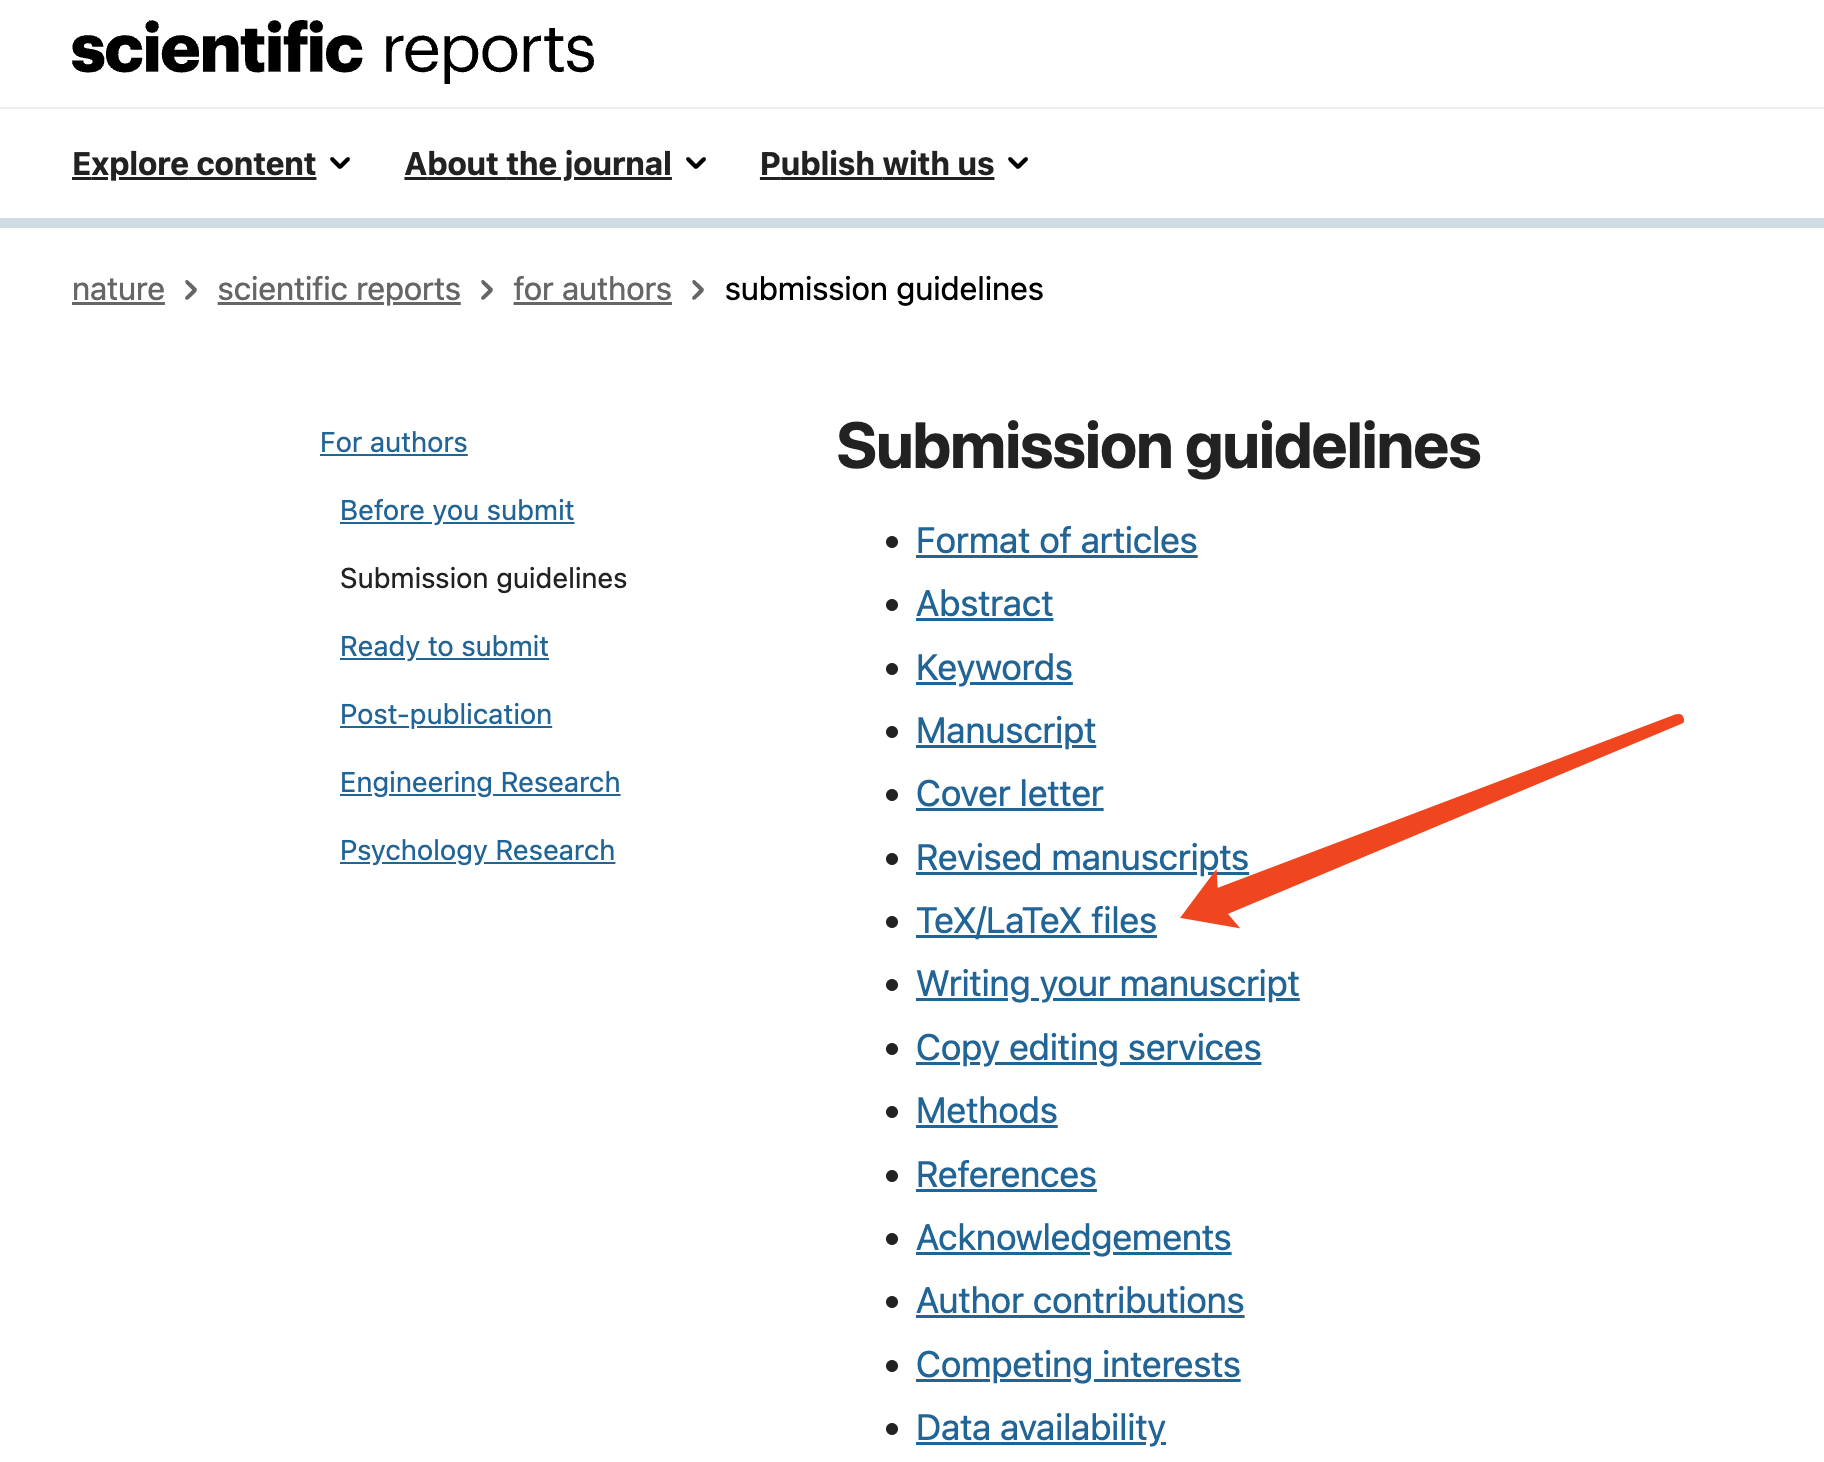 scientific reports
Explore content About the journal Publish with us
nature > scientific reports > for authors > submission guidelines
For authors
Before you submit
Submission guidelines
Ready to submit
Post-publication
Engineering Research
Psychology Research
Submission guidelines
• Format of articles
• Abstract
• Keywords
• Manuscript
• Cover letter
• Revised manuscripts
• TeX/LaTeX files
• Writing your manuscript
• Copy editing services
• Methods
• References
• Acknowledgements
• Author contributions
• Competing interests
• Data availability